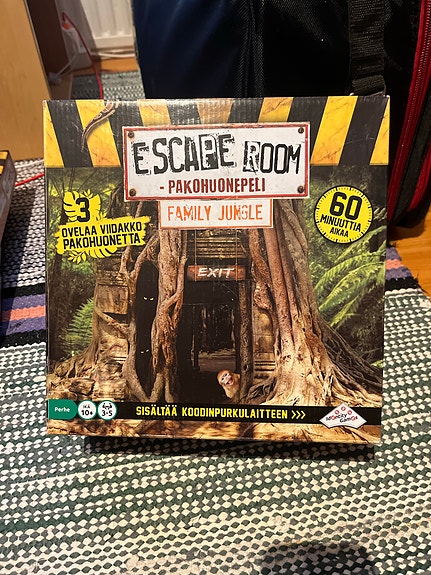 ESCAPE ROOM
- PAKOHUONEPELI
FAMILY JUNGLE
3
OVELAA VIIDAKKO
PAKOHUONETTA
60
MINUUTTIA
AIKAA
EXIT
Perhe
IKÄ
10+
3-5
SISÄLTÄÄ KOODINPURKULAITTEEN >>>